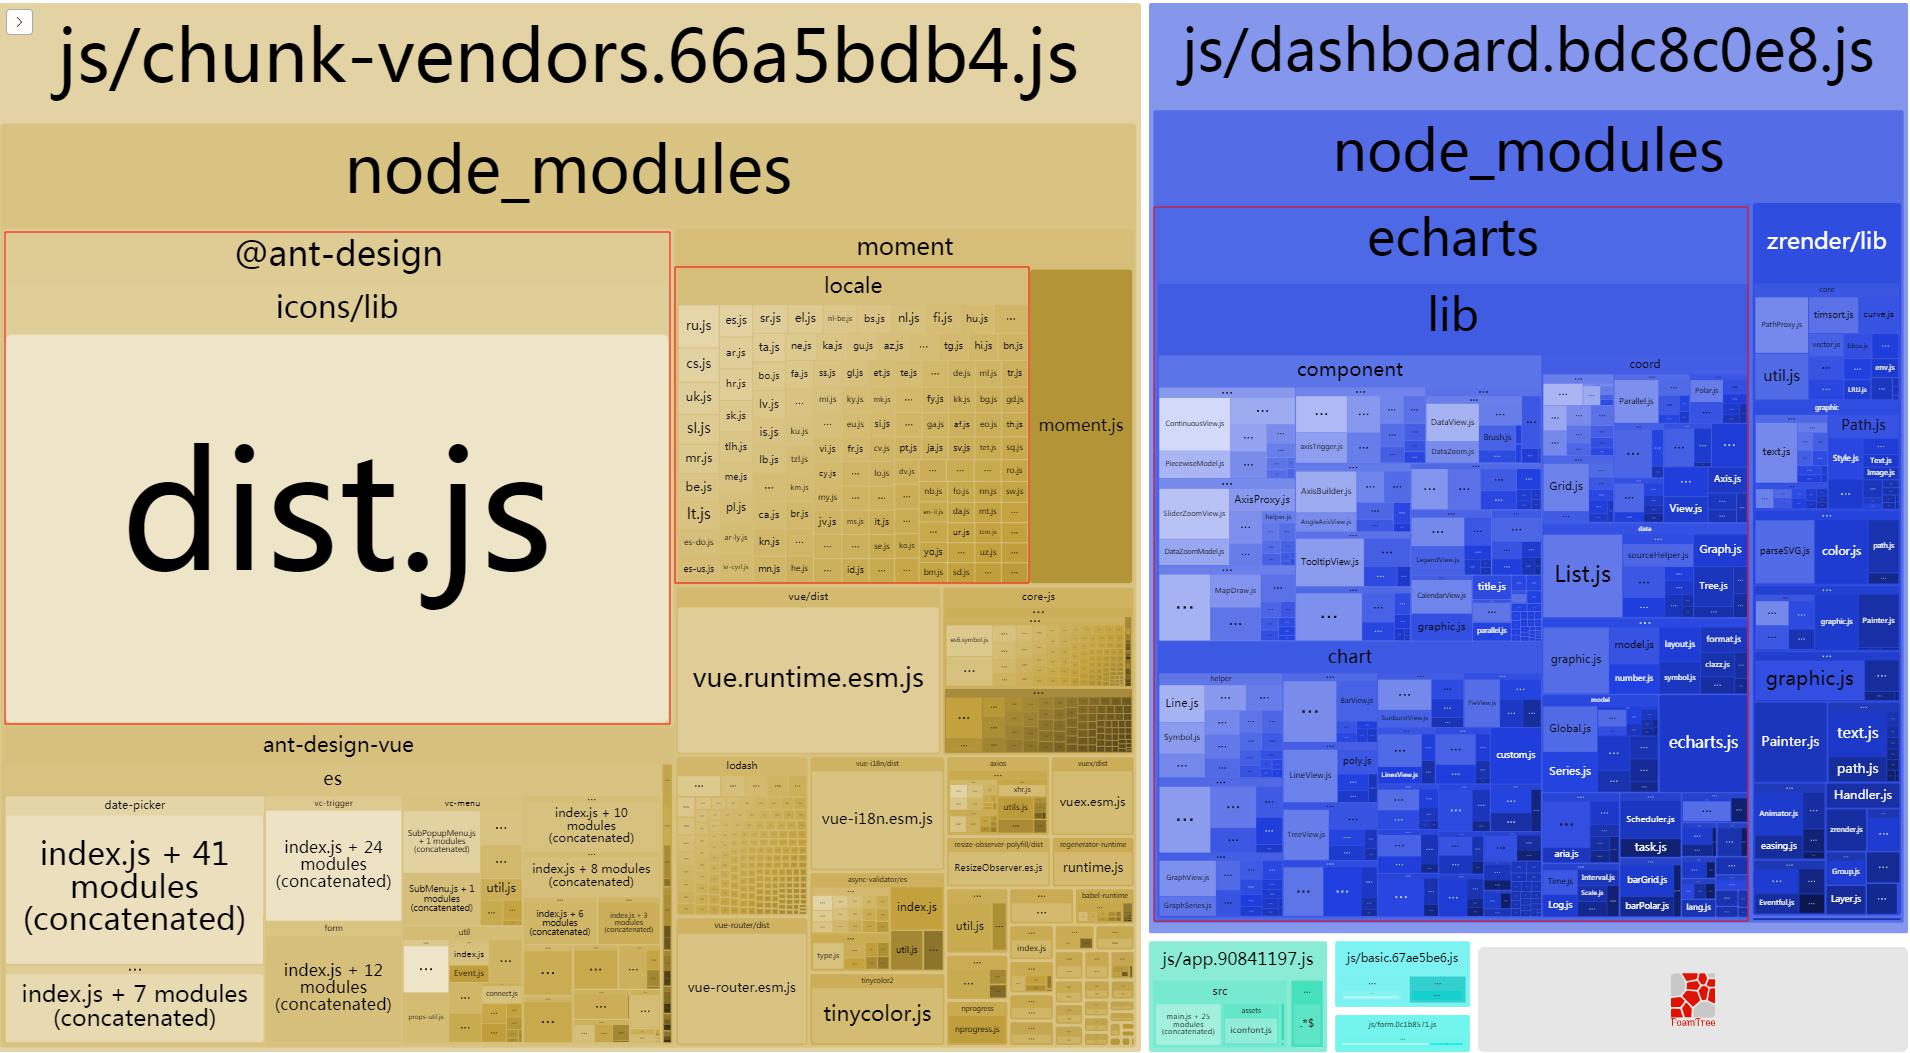 js/chunk-vendors.66a5bdb4.js
node_modules
@ant-design
icons/lib
dist.js
moment
locale
ru.js
es.js
sr.js
el.js
nl-be.js
bs.js
nl.js
fi.js
hu.js
...
ar.js
ta.js
ne.js
ka.js
gu.js
az.js
...
tg.js
hi.js
bn.js
cs.js
hr.js
bo.js
fa.js
ss.js
gl.js
et.js
te.js
...
de.js
ml.js
tr.js
uk.js
sk.js
lv.js
...
mi.js
ky.js
mk.js
...
fy.js
kk.js
bg.js
gd.js
sl.js
tlh.js
is.js
ku.js
...
eu.js
si.js
...
ga.js
af.js
eo.js
th.js
mr.js
me.js
lb.js
tzl.js
vi.js
fr.js
cv.js
pt.js
ja.js
sv.js
tet.js
sq.js
be.js
pl.js
...
km.js
cy.js
...
lo.js
dv.js
...
...
...
ro.js
lt.js
ca.js
br.js
my.js
...
...
...
nb.js
fo.js
nn.js
sw.js
es-do.js
ar-ly.js
kn.js
...
jv.js
ms.js
it.js
...
en-il.js
da.js
mt.js
...
ur.js
tzm.js
...
es-us.js
sr-cyrl.js
mn.js
he.js
...
id.js
se.js
ko.js
yo.js
...
uz.js
...
bm.js
sd.js
...
...
moment.js
vue/dist
vue.runtime.esm.js
core-js
es6.symbol.js
ant-design-vue
es
date-picker
index.js + 41
modules
(concatenated)
...
index.js + 7 modules
(concatenated)
vc-trigger
index.js + 24
modules
(concatenated)
form
index.js + 12
modules
(concatenated)
vc-menu
SubPopupMenu.js
+ 1 modules
(concatenated)
SubMenu.js + 1
modules
(concatenated)
util.js
_util
index.js
Event.js
connect.js
props-util.js
index.js + 10
modules
(concatenated)
index.js + 8 modules
(concatenated)
index.js + 6
modules
(concatenated)
index.js + 3
modules
(concatenated)
lodash
vue-router/dist
vue-router.esm.js
vue-i18n/dist
vue-i18n.esm.js
async-validator/es
index.js
type.js
util.js
tinycolor2
tinycolor.js
axios
xhr.js
utils.js
vuex/dist
vuex.esm.js
resize-observer-polyfill/dist
ResizeObserver.es.js
regenerator-runtime
runtime.js
babel-runtime
util.js
index.js
nprogress
nprogress.js
js/dashboard.bdc8c0e8.js
node_modules
echarts
lib
component
ContinuousView.js
PiecewiseModel.js
SliderZoomView.js
AxisProxy.js
helper.js
DataZoomModel.js
MapDraw.js
axisTrigger.js
AxisBuilder.js
AngleAxisView.js
TooltipView.js
DataView.js
Brush.js
DataZoom.js
LegendView.js
CalendarView.js
title.js
graphic.js
parallel.js
chart
helper
Line.js
Symbol.js
GraphView.js
GraphSeries.js
BarView.js
LineView.js
poly.js
TreeView.js
SunburstView.js
PieView.js
LinesView.js
custom.js
coord
Parallel.js
Polar.js
Grid.js
Axis.js
View.js
data
List.js
sourceHelper.js
Graph.js
Tree.js
graphic.js
model.js
layout.js
format.js
clazz.js
number.js
symbol.js
model
Global.js
Series.js
echarts.js
Scheduler.js
aria.js
task.js
Time.js
Interval.js
Scale.js
Log.js
barGrid.js
barPolar.js
lang.js
zrender/lib
core
PathProxy.js
timsort.js
curve.js
vector.js
bbox.js
util.js
env.js
LRU.js
graphic
text.js
Path.js
Style.js
Text.js
Image.js
parseSVG.js
color.js
path.js
graphic.js
Painter.js
graphic.js
Painter.js
text.js
path.js
Animator.js
easing.js
Handler.js
zrender.js
Group.js
Eventful.js
Layer.js
js/app.90841197.js
src
main.js + 25
modules
(concatenated)
assets
iconfont.js
...
.*$
js/basic.67ae5be6.js
js/form.0c1b8571.js
FoamTree